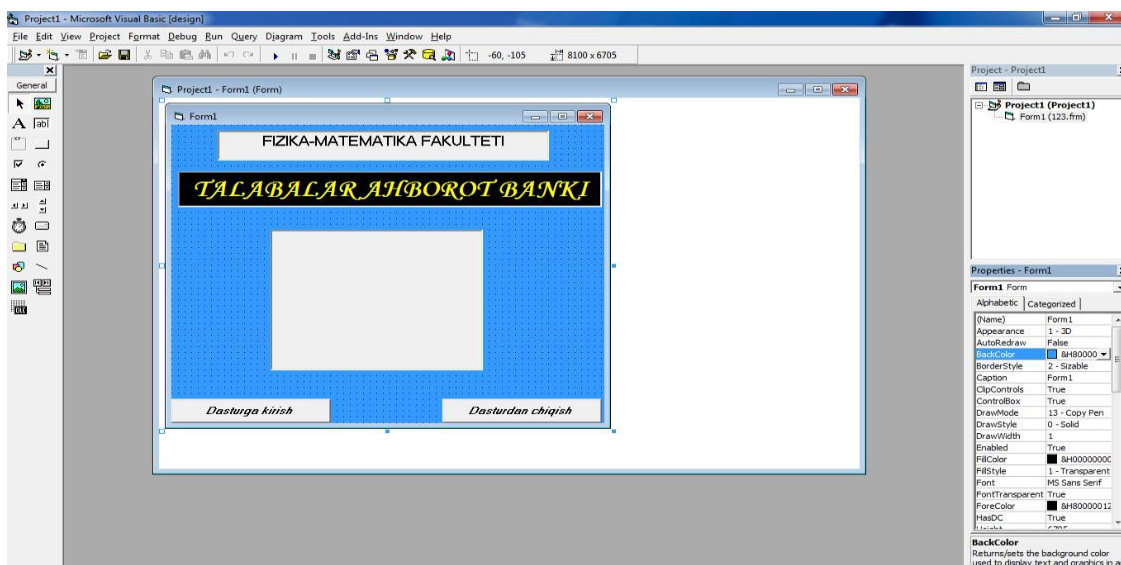 Project1 - Microsoft Visual Basic [design]
File Edit View Project Format Debug Run Query Diagram Tools Add-Ins Window Help
-60, -105 8100 x 6705
General
Project1 - Form1 (Form)
Form1
FIZIKA-MATEMATIKA FAKULTETI
TALABALAR AHBOROT BANKI
Dasturga kirish Dasturdan chiqish
Project - Project1
Project1 (Project1)
Form1 (123.frm)
Properties - Form1
Form1 Form
Alphabetic Categorized
(Name) Form1
Appearance 1 - 3D
AutoRedraw False
BackColor &H80000
BorderStyle 2 - Sizable
Caption Form1
ClipControls True
ControlBox True
DrawMode 13 - Copy Pen
DrawStyle 0 - Solid
DrawWidth 1
Enabled True
FillColor &H00000000
FillStyle 1 - Transparent
Font MS Sans Serif
FontTransparent True
ForeColor &H80000012
HasDC True
BackColor
Returns/sets the background color
used to display text and graphics in